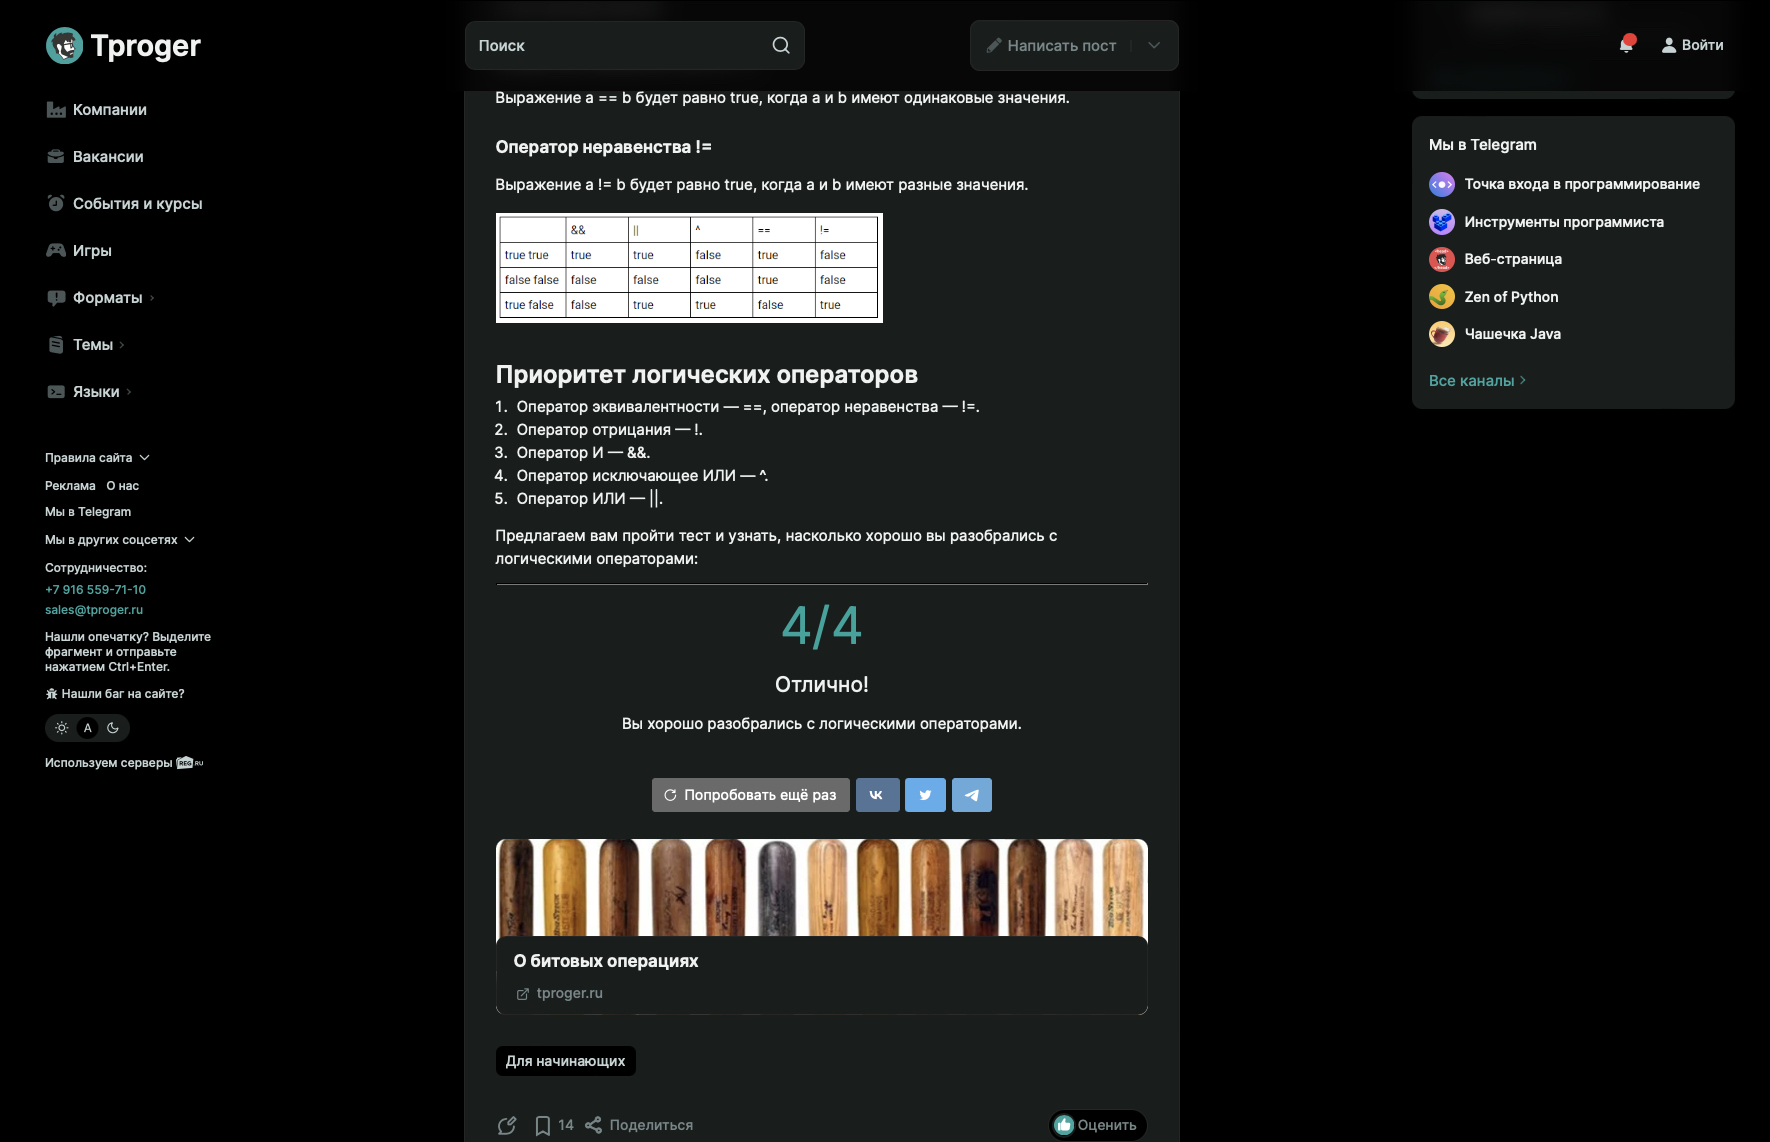 Tproger
Поиск
Написать пост
Войти
Компании
Вакансии
События и курсы
Игры
Форматы
Темы
Языки
Правила сайта
Реклама О нас
Мы в Telegram
Мы в других соцсетях
Сотрудничество:
+7 916 559-71-10
sales@tproger.ru
Нашли опечатку? Выделите
фрагмент и отправьте
нажатием Ctrl+Enter.
Нашли баг на сайте?
A
Используем серверы REG RU
Выражение a == b будет равно true, когда a и b имеют одинаковые значения.
Оператор неравенства !=
Выражение a != b будет равно true, когда a и b имеют разные значения.
&& || ^ == !=
true true true true false true false
false false false false false true false
true false false true true false true
Приоритет логических операторов
1. Оператор эквивалентности — ==, оператор неравенства — !=.
2. Оператор отрицания — !.
3. Оператор И — &&.
4. Оператор исключающее ИЛИ — ^.
5. Оператор ИЛИ — ||.
Предлагаем вам пройти тест и узнать, насколько хорошо вы разобрались с
логическими операторами:
4/4
Отлично!
Вы хорошо разобрались с логическими операторами.
Попробовать ещё раз
О битовых операциях
tproger.ru
Для начинающих
14 Поделиться
Оценить
Мы в Telegram
Точка входа в программирование
Инструменты программиста
Веб-страница
Zen of Python
Чашечка Java
Все каналы